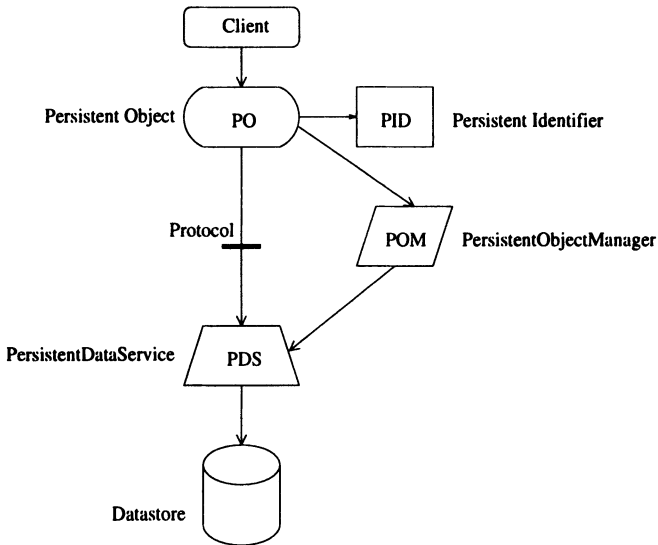 Client
Persistent Object
PO
PID
Persistent Identifier
Protocol
POM
PersistentObjectManager
PersistentDataService
PDS
Datastore